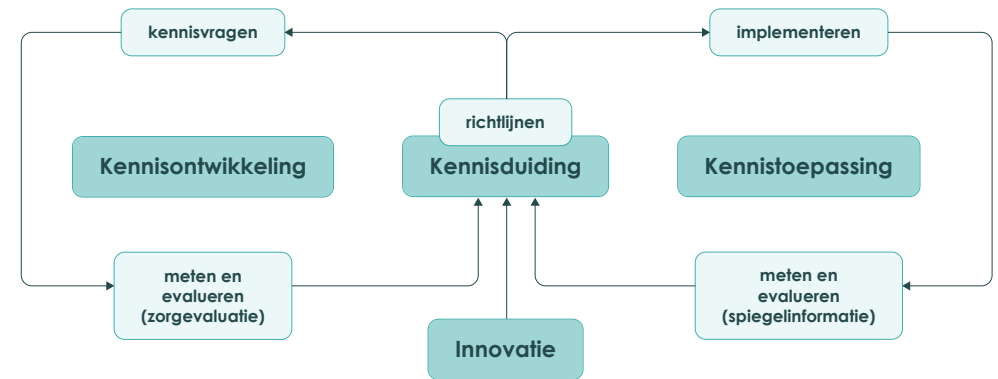 kennisvragen
implementeren
richtlijnen
Kennisontwikkeling
Kennisduiding
Kennistoepassing
meten en
evalueren
(zorgevaluatie)
meten en
evalueren
(spiegelinformatie)
Innovatie